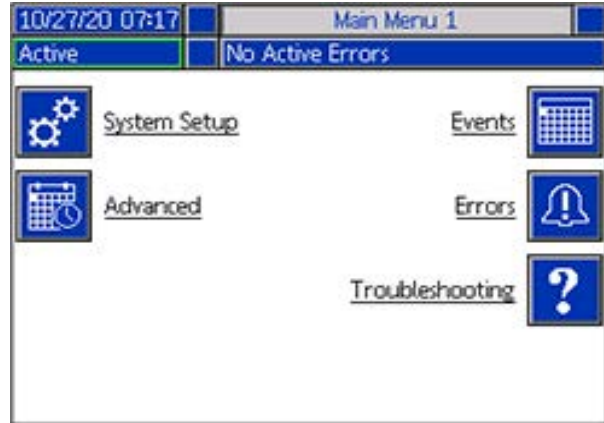 10/27/20 07:17 Main Menu 1
Active No Active Errors
System Setup Events
Advanced Errors
Troubleshooting